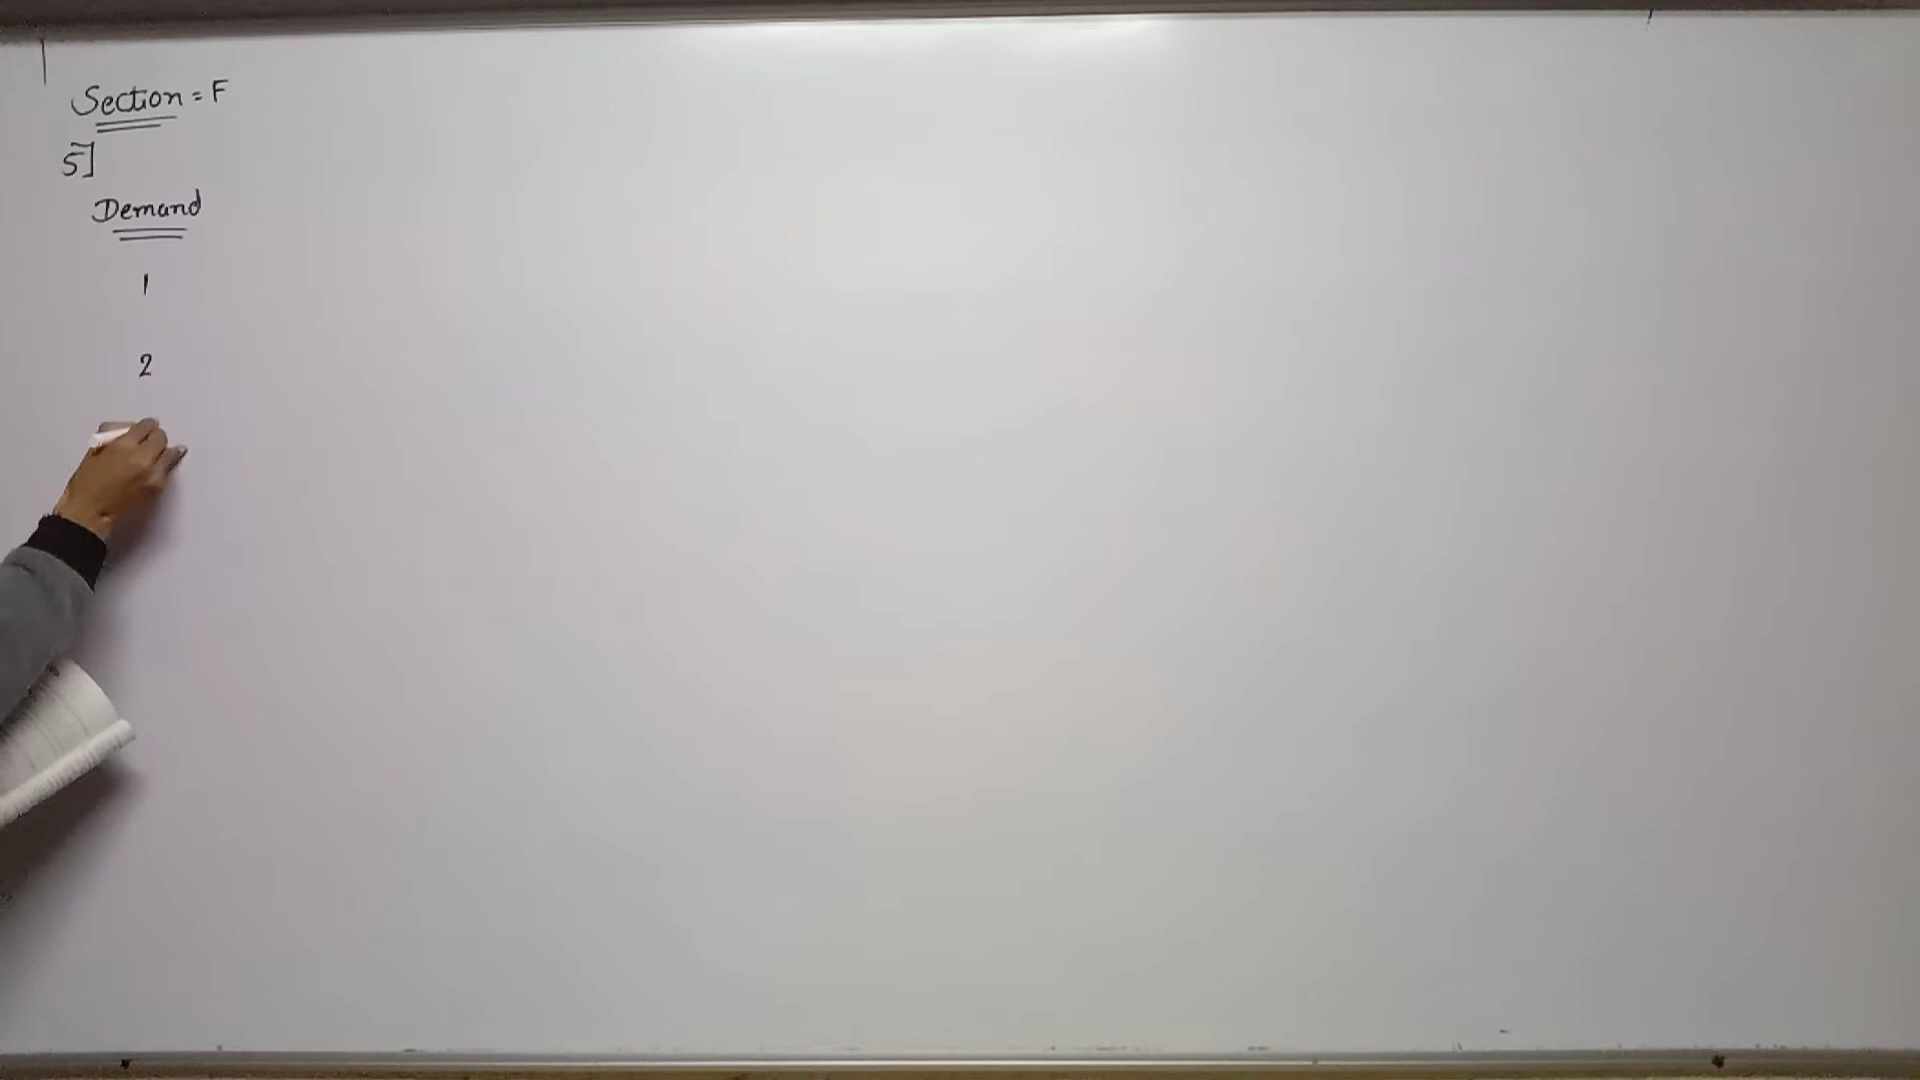 Section = F
5]
Demand
1
2